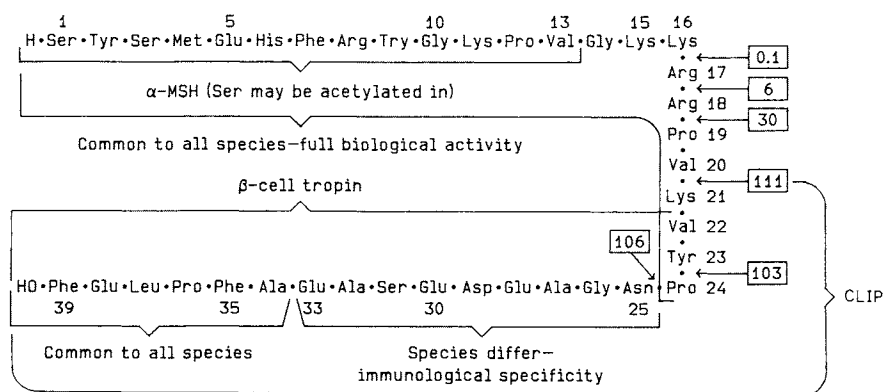 1 5 10 13 15 16
H·Ser·Tyr·Ser·Met·Glu·His·Phe·Arg·Try·Gly·Lys·Pro·Val·Gly·Lys·Lys
0.1
Arg 17
α-MSH (Ser may be acetylated in)
6
Arg 18
30
Common to all species–full biological activity
Pro 19
Val 20
β-cell tropin
111
Lys 21
Val 22
106
Tyr 23
103
HO·Phe·Glu·Leu·Pro·Phe·Ala·Glu·Ala·Ser·Glu·Asp·Glu·Ala·Gly·Asn·Pro 24
CLIP
39 35 33 30 25
Common to all species
Species differ–
immunological specificity